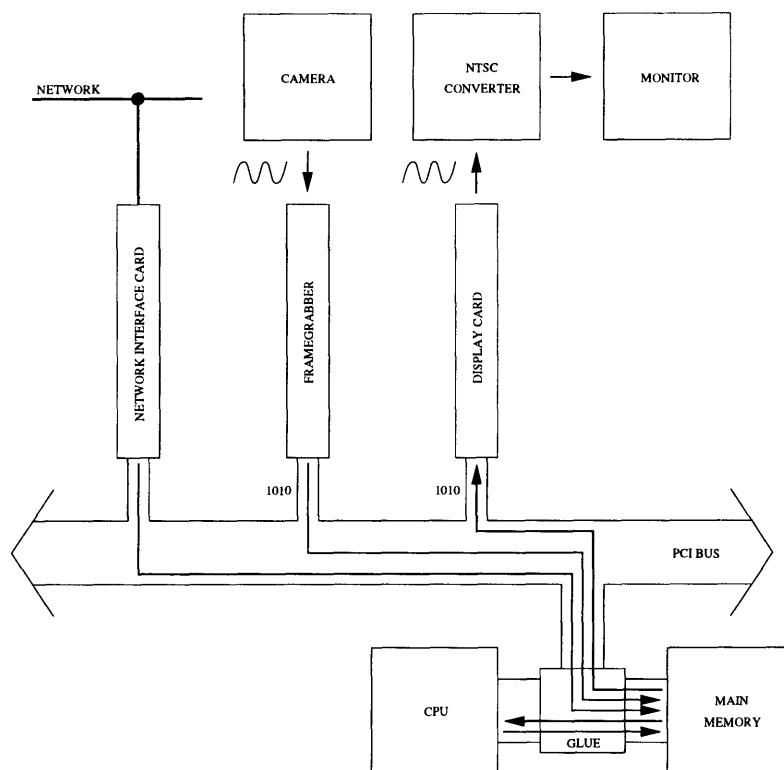 NETWORK
CAMERA
NTSC
CONVERTER
MONITOR
NETWORK INTERFACE CARD
FRAMEGRABBER
DISPLAY CARD
1010
1010
PCI BUS
CPU
GLUE
MAIN
MEMORY